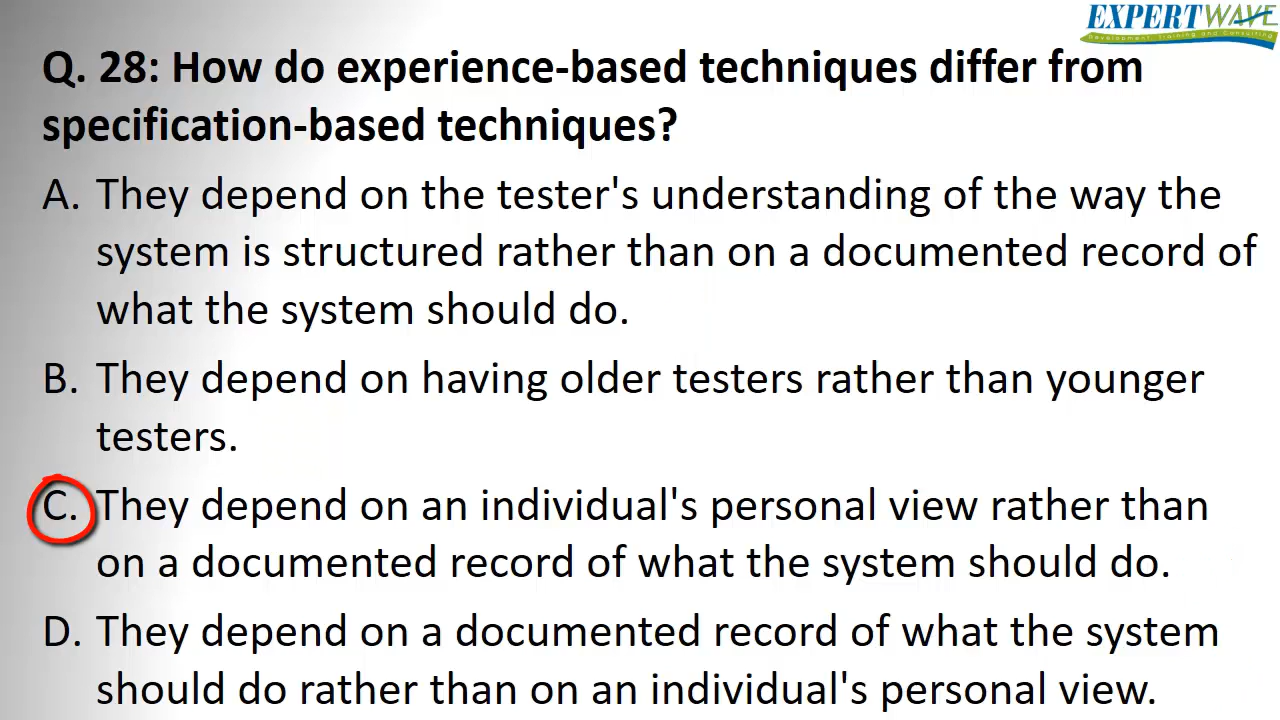 EXPERTWAVE
Development, Training and Consulting
Q. 28: How do experience-based techniques differ from
specification-based techniques?
A. They depend on the tester's understanding of the way the
system is structured rather than on a documented record of
what the system should do.
B. They depend on having older testers rather than younger
testers.
C. They depend on an individual's personal view rather than
on a documented record of what the system should do.
D. They depend on a documented record of what the system
should do rather than on an individual's personal view.